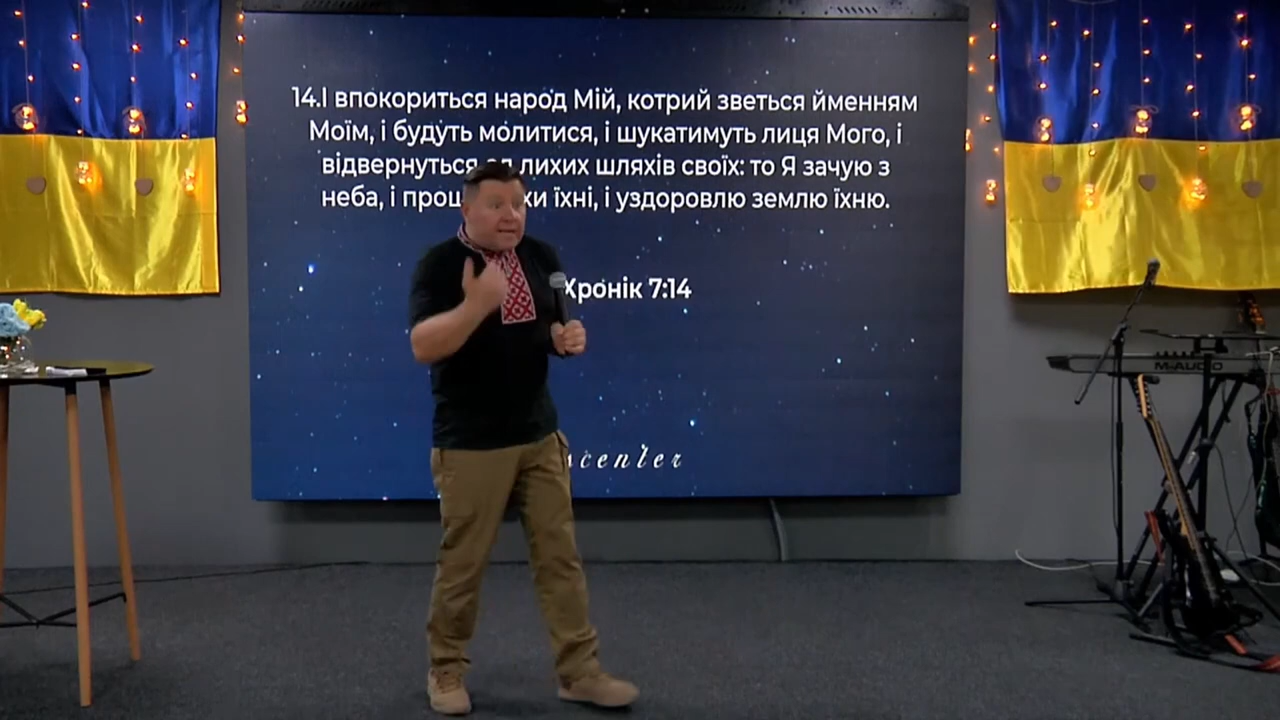 14.І впокориться народ Мій, котрий зветься йменням
Моїм, і будуть молитися, і шукатимуть лиця Мого, і
відвернуться од лихих шляхів своїх: то Я зачую з
неба, і їхні, і уздоровлю землю їхню.
Хронік 7:14
M-AUDIO